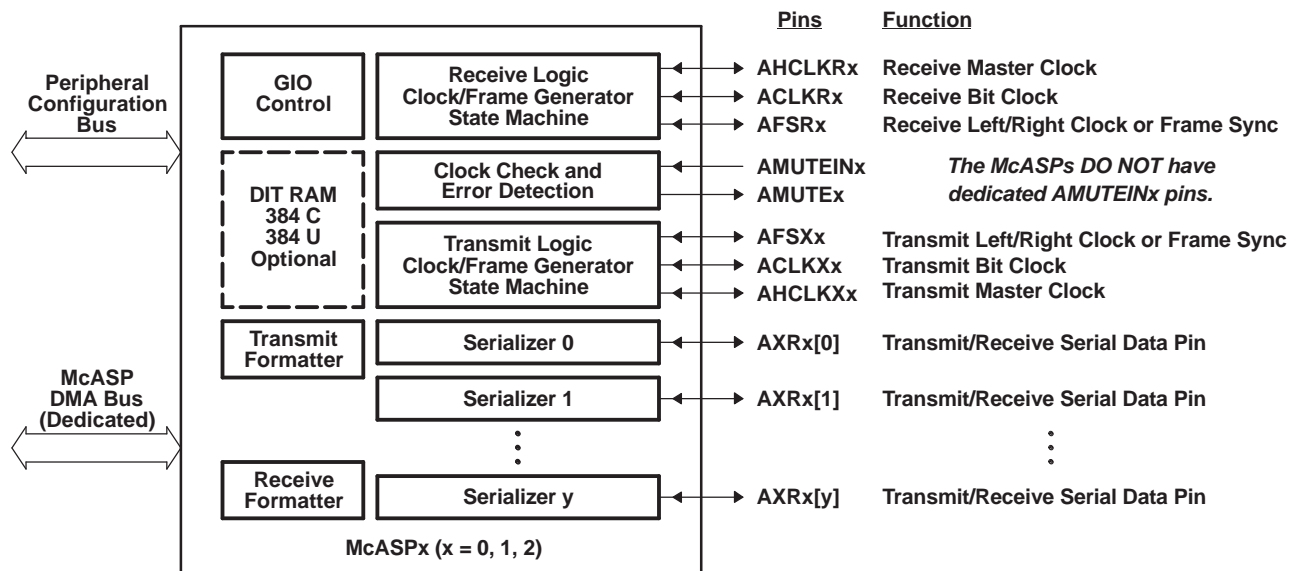 Pins Function
Peripheral
Configuration
Bus
GIO
Control
Receive Logic
Clock/Frame Generator
State Machine
AHCLKRx Receive Master Clock
ACLKRx Receive Bit Clock
AFSRx Receive Left/Right Clock or Frame Sync
DIT RAM
384 C
384 U
Optional
Clock Check and
Error Detection
AMUTEINx
AMUTEx
The McASPs DO NOT have
dedicated AMUTEINx pins.
Transmit Logic
Clock/Frame Generator
State Machine
AFSXx Transmit Left/Right Clock or Frame Sync
ACLKXx Transmit Bit Clock
AHCLKXx Transmit Master Clock
Transmit
Formatter
Serializer 0
AXRx[0] Transmit/Receive Serial Data Pin
McASP
DMA Bus
(Dedicated)
Serializer 1
AXRx[1] Transmit/Receive Serial Data Pin
Receive
Formatter
Serializer y
AXRx[y] Transmit/Receive Serial Data Pin
McASPx (x = 0, 1, 2)